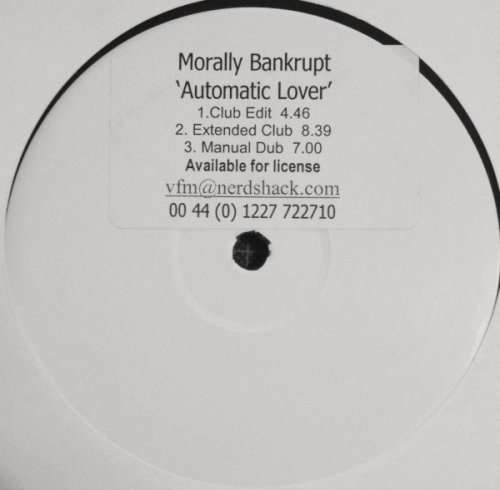 Morally Bankrupt
‘Automatic Lover’
1.Club Edit 4.46
2. Extended Club 8.39
3. Manual Dub 7.00
Available for license
vfm@nerdshack.com
00 44 (0) 1227 722710